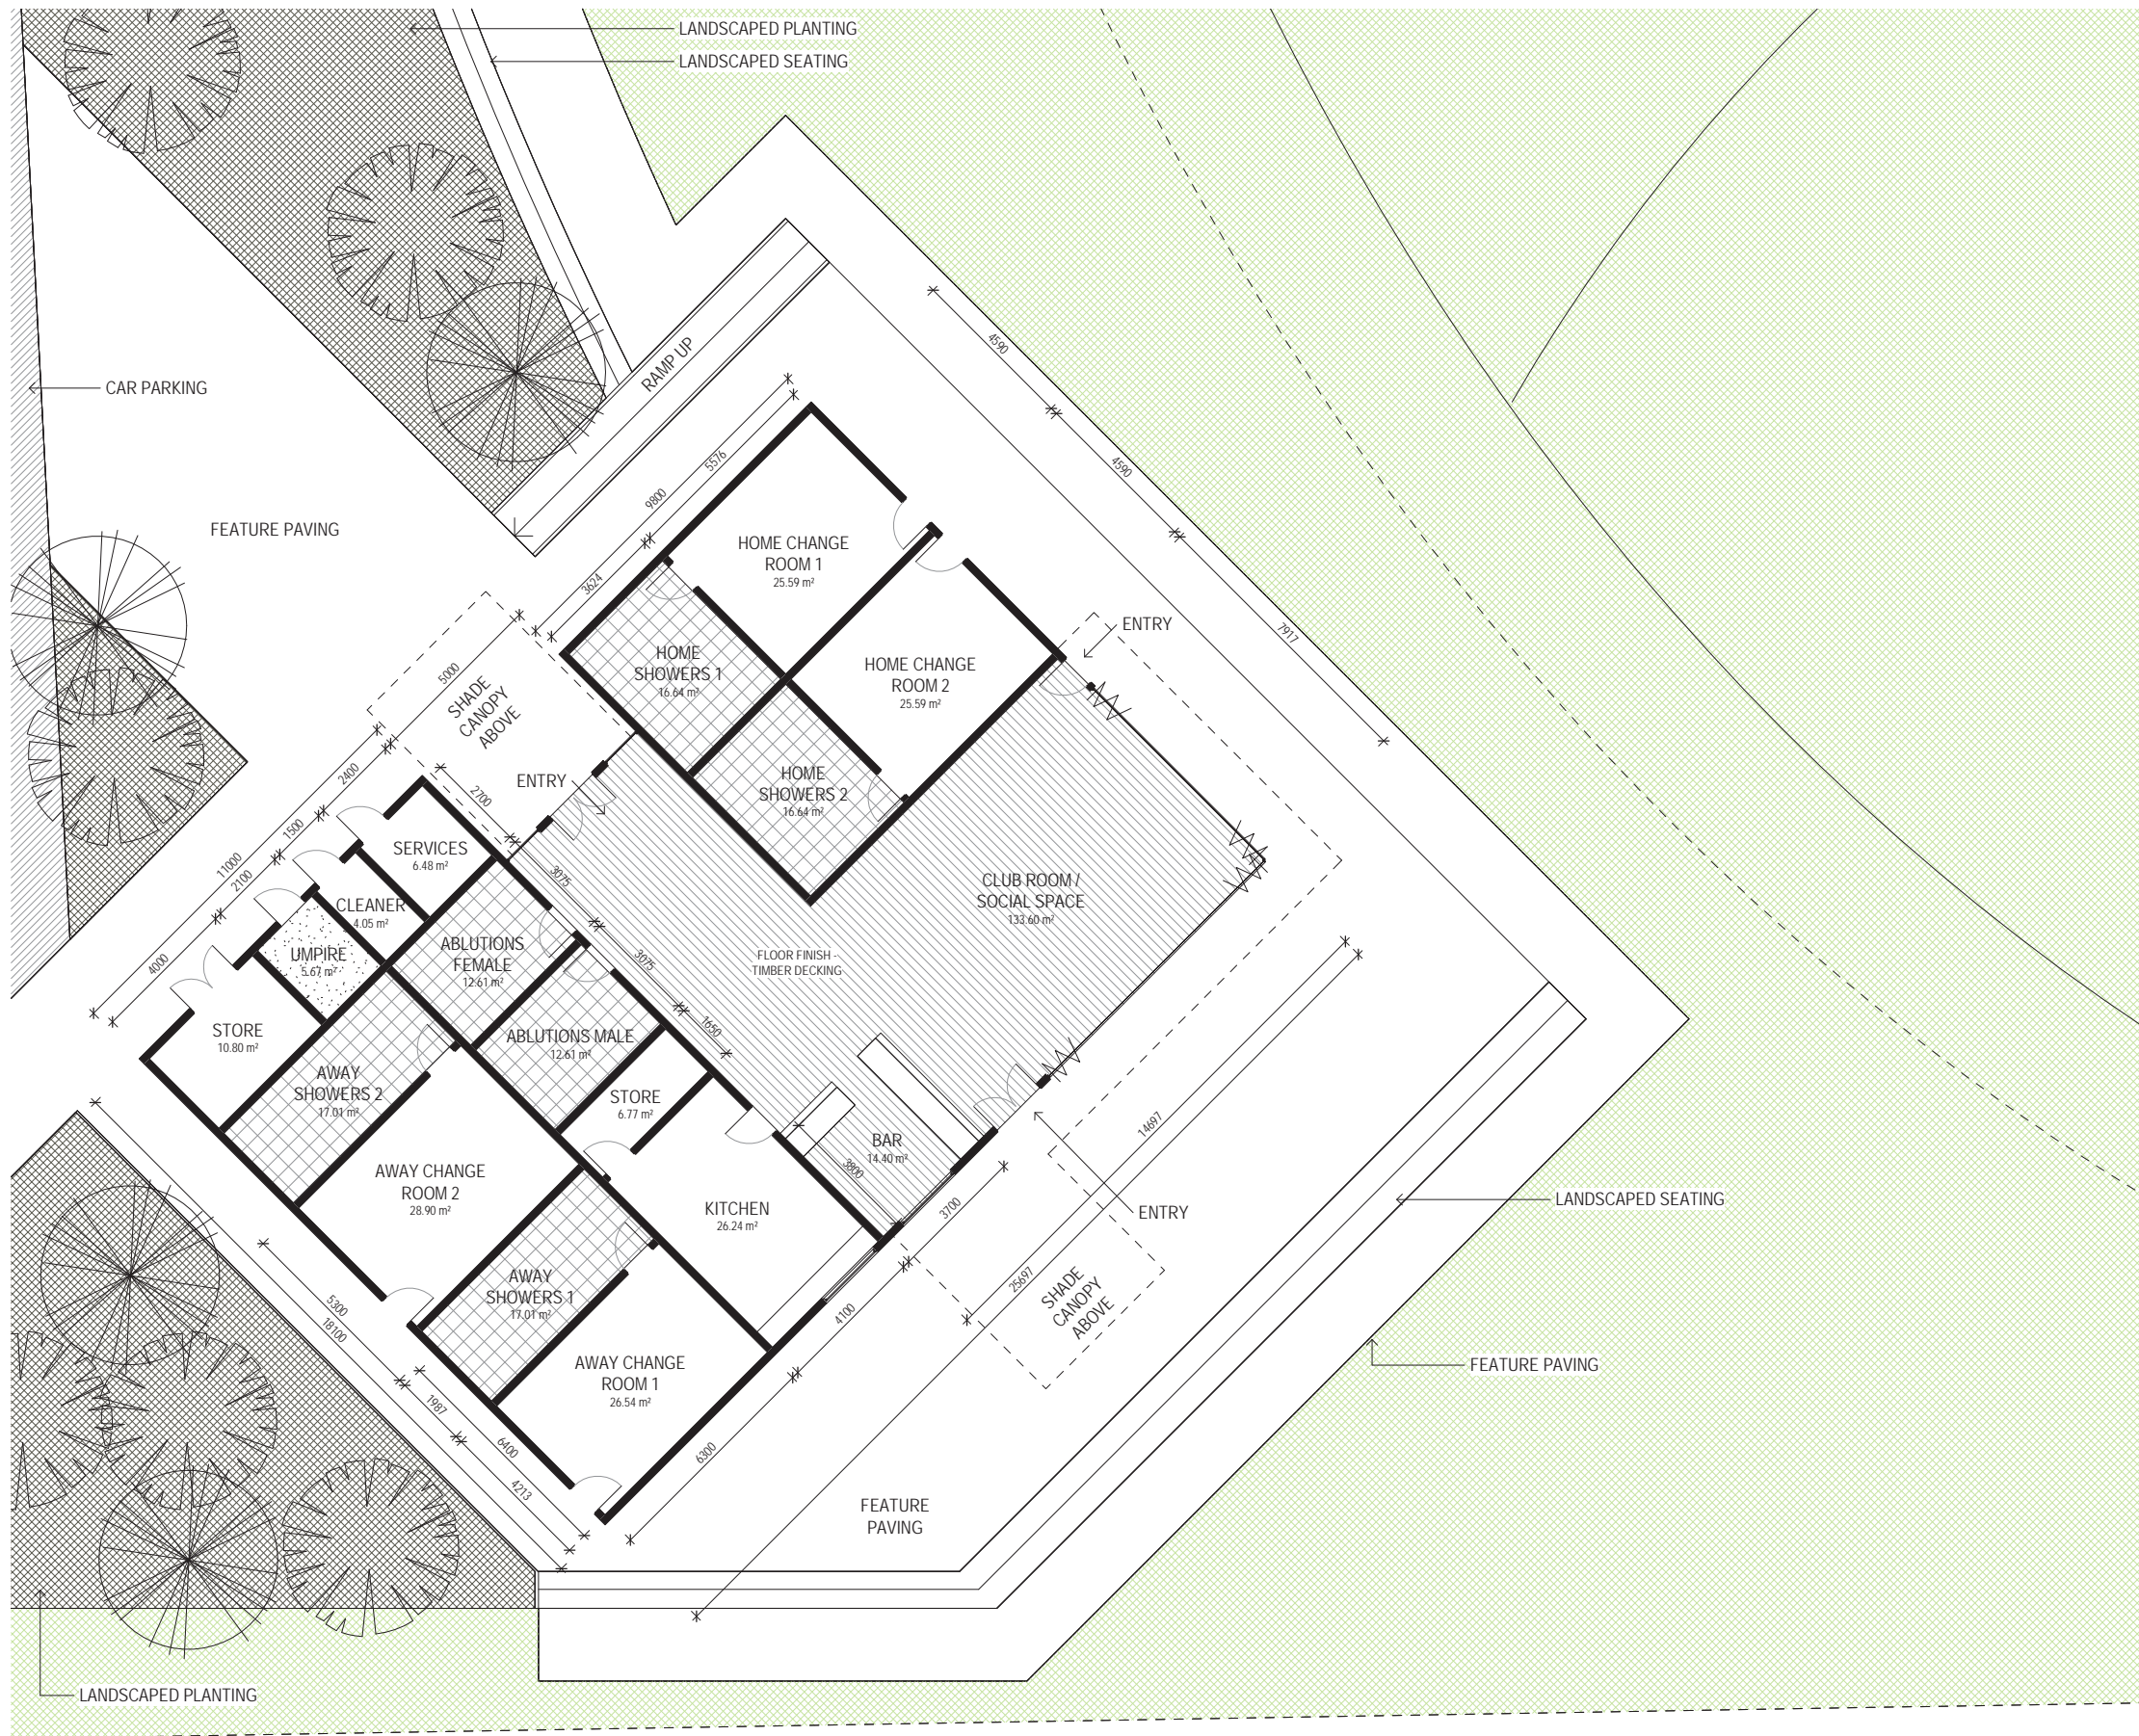 LANDSCAPED PLANTING
LANDSCAPED SEATING
CAR PARKING
FEATURE PAVING
RAMP UP
4590
4590
7917
5576
9800
3624
5000
HOME CHANGE
ROOM 1
25.59 m²
HOME
SHOWERS 1
16.64 m²
HOME CHANGE
ROOM 2
25.59 m²
ENTRY
SHADE
CANOPY
ABOVE
ENTRY
HOME
SHOWERS 2
16.64 m²
2400
2700
1500
11000
2100
4000
SERVICES
6.48 m²
3075
CLEANER
4.05 m²
CLUB ROOM /
SOCIAL SPACE
133.60 m²
UMPIRE
5.67 m²
ABLUTIONS
FEMALE
12.61 m²
3075
FLOOR FINISH -
TIMBER DECKING
STORE
10.80 m²
ABLUTIONS MALE
12.61 m²
1650
AWAY
SHOWERS 2
17.01 m²
STORE
6.77 m²
BAR
14.40 m²
3800
14697
AWAY CHANGE
ROOM 2
28.90 m²
KITCHEN
26.24 m²
3700
ENTRY
LANDSCAPED SEATING
AWAY
SHOWERS 1
17.01 m²
25697
SHADE
CANOPY
ABOVE
4100
5300
18100
AWAY CHANGE
ROOM 1
26.54 m²
FEATURE PAVING
1987
6400
4213
6300
FEATURE
PAVING
LANDSCAPED PLANTING